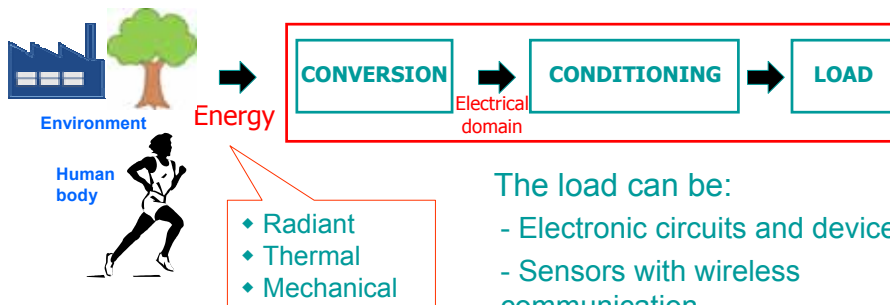 CONVERSION
CONDITIONING
LOAD
Environment
Energy
Electrical
domain
Human
body
◆ Radiant
◆ Thermal
◆ Mechanical
The load can be:
- Electronic circuits and device
- Sensors with wireless
communication